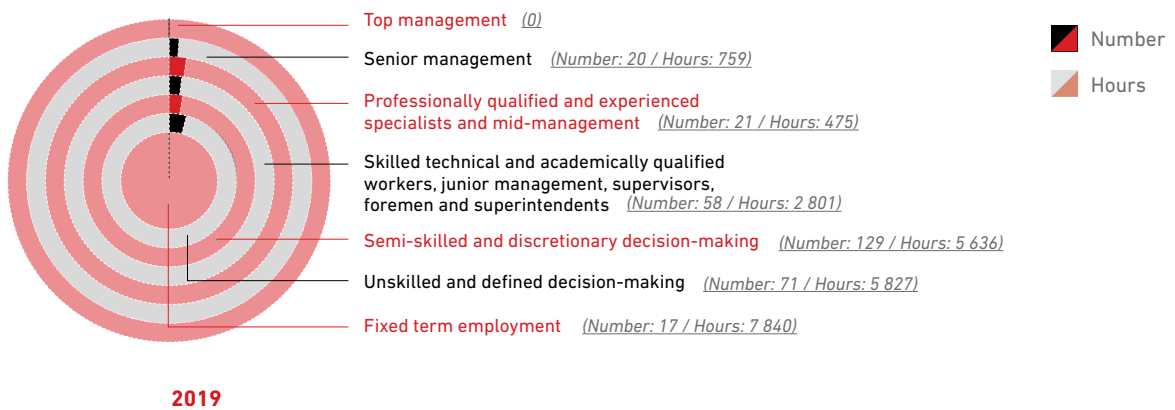 Top management (0)
Number
Senior management (Number: 20 / Hours: 759)
Hours
Professionally qualified and experienced
specialists and mid-management (Number: 21 / Hours: 475)
Skilled technical and academically qualified
workers, junior management, supervisors,
foremen and superintendents (Number: 58 / Hours: 2 801)
Semi-skilled and discretionary decision-making (Number: 129 / Hours: 5 636)
Unskilled and defined decision-making (Number: 71 / Hours: 5 827)
Fixed term employment (Number: 17 / Hours: 7 840)
2019